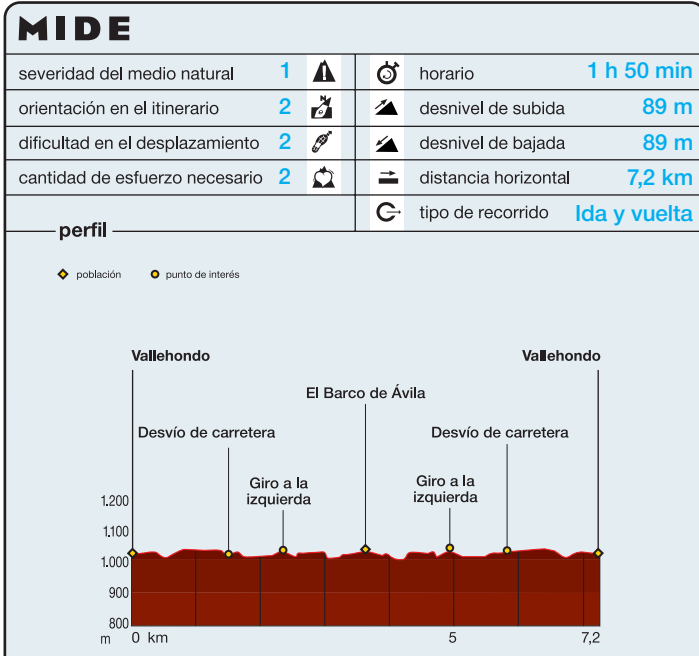 MIDE
severidad del medio natural 1
orientación en el itinerario 2
dificultad en el desplazamiento 2
cantidad de esfuerzo necesario 2
horario 1 h 50 min
desnivel de subida 89 m
desnivel de bajada 89 m
distancia horizontal 7,2 km
tipo de recorrido Ida y vuelta
perfil
población punto de interés
Vallehondo Vallehondo
El Barco de Ávila
Desvío de carretera Desvío de carretera
Giro a la
izquierda
Giro a la
izquierda
1.200
1.100
1.000
900
800
m 0 km 5 7,2
N